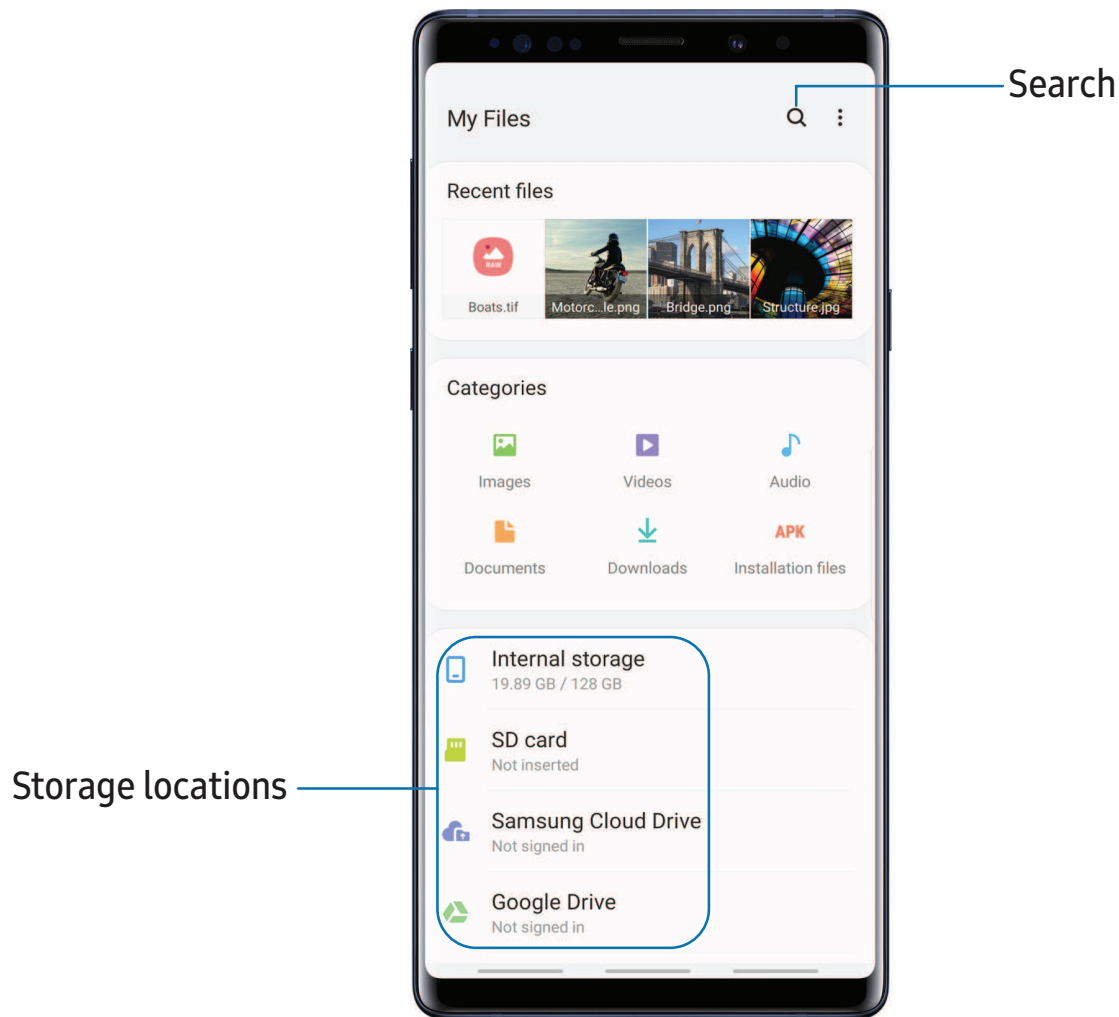 Search
My Files
Recent files
RAW
Boats.tif
Motorc...le.png
Bridge.png
Structure.jpg
Categories
Images
Videos
Audio
APK
Documents
Downloads
Installation files
Storage locations
Internal storage
19.89 GB / 128 GB
SD card
Not inserted
Samsung Cloud Drive
Not signed in
Google Drive
Not signed in